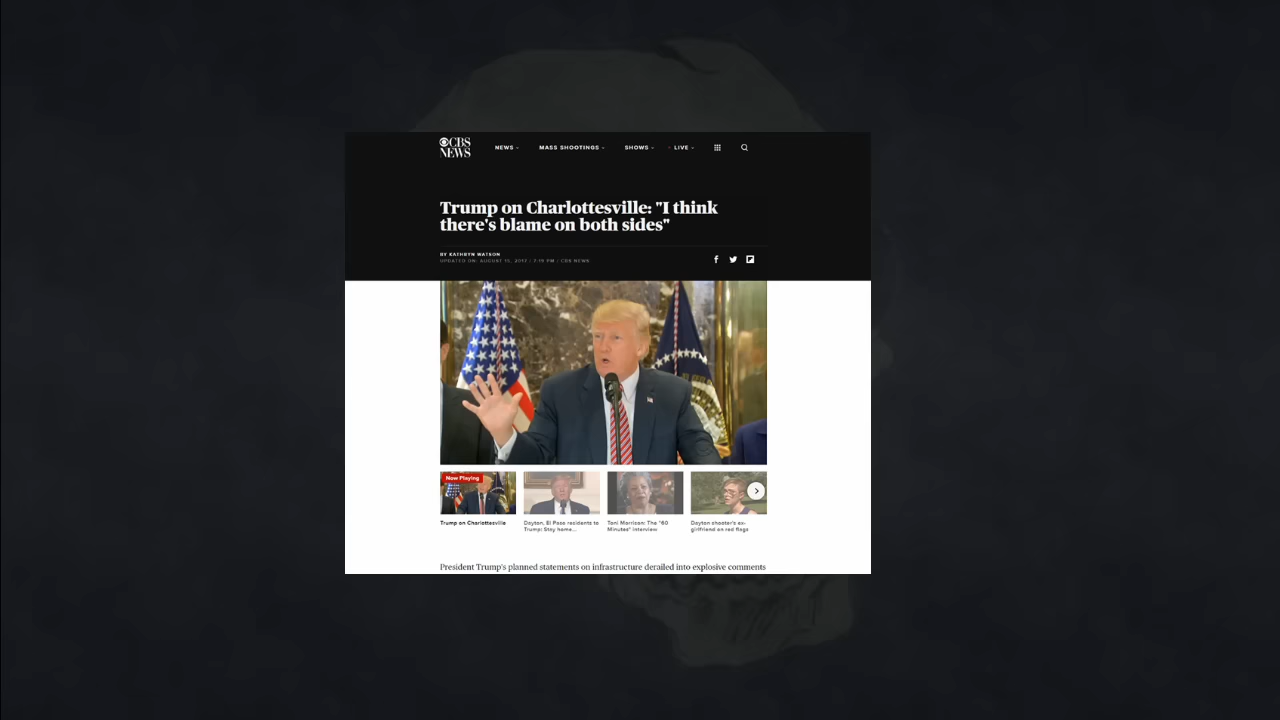 CBS NEWS
NEWS
MASS SHOOTINGS
SHOWS
LIVE
Trump on Charlottesville: "I think
there's blame on both sides"
BY KATHRYN WATSON
UPDATED ON: AUGUST 15, 2017 / 7:19 PM / CBS NEWS
Now Playing
Trump on Charlottesville
Dayton, El Paso residents to
Trump: Stay home...
Toni Morrison: The "60
Minutes" interview
Dayton shooter's ex-
girlfriend on red flags
President Trump's planned statements on infrastructure derailed into explosive comments